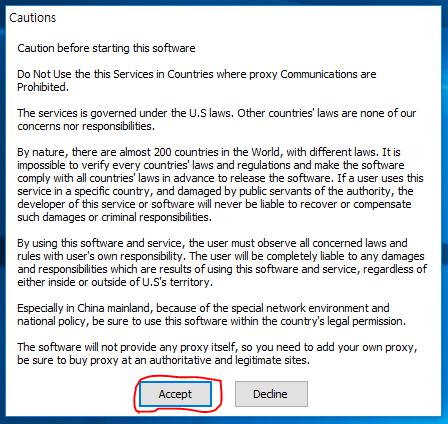 Cautions
Caution before starting this software
Do Not Use the this Services in Countries where proxy Communications are
Prohibited.
The services is governed under the U.S laws. Other countries' laws are none of our
concerns nor responsibilities.
By nature, there are almost 200 countries in the World, with different laws. It is
impossible to verify every countries' laws and regulations and make the software
comply with all countries' laws in advance to release the software. If a user uses this
service in a specific country, and damaged by public servants of the authority, the
developer of this service or software will never be liable to recover or compensate
such damages or criminal responsibilities.
By using this software and service, the user must observe all concerned laws and
rules with user's own responsibility. The user will be completely liable to any damages
and responsibilities which are results of using this software and service, regardless of
either inside or outside of U.S's territory.
Especially in China mainland, because of the special network environment and
national policy, be sure to use this software within the country's legal permission.
The software will not provide any proxy itself, so you need to add your own proxy,
be sure to buy proxy at an authoritative and legitimate sites.
Accept Decline